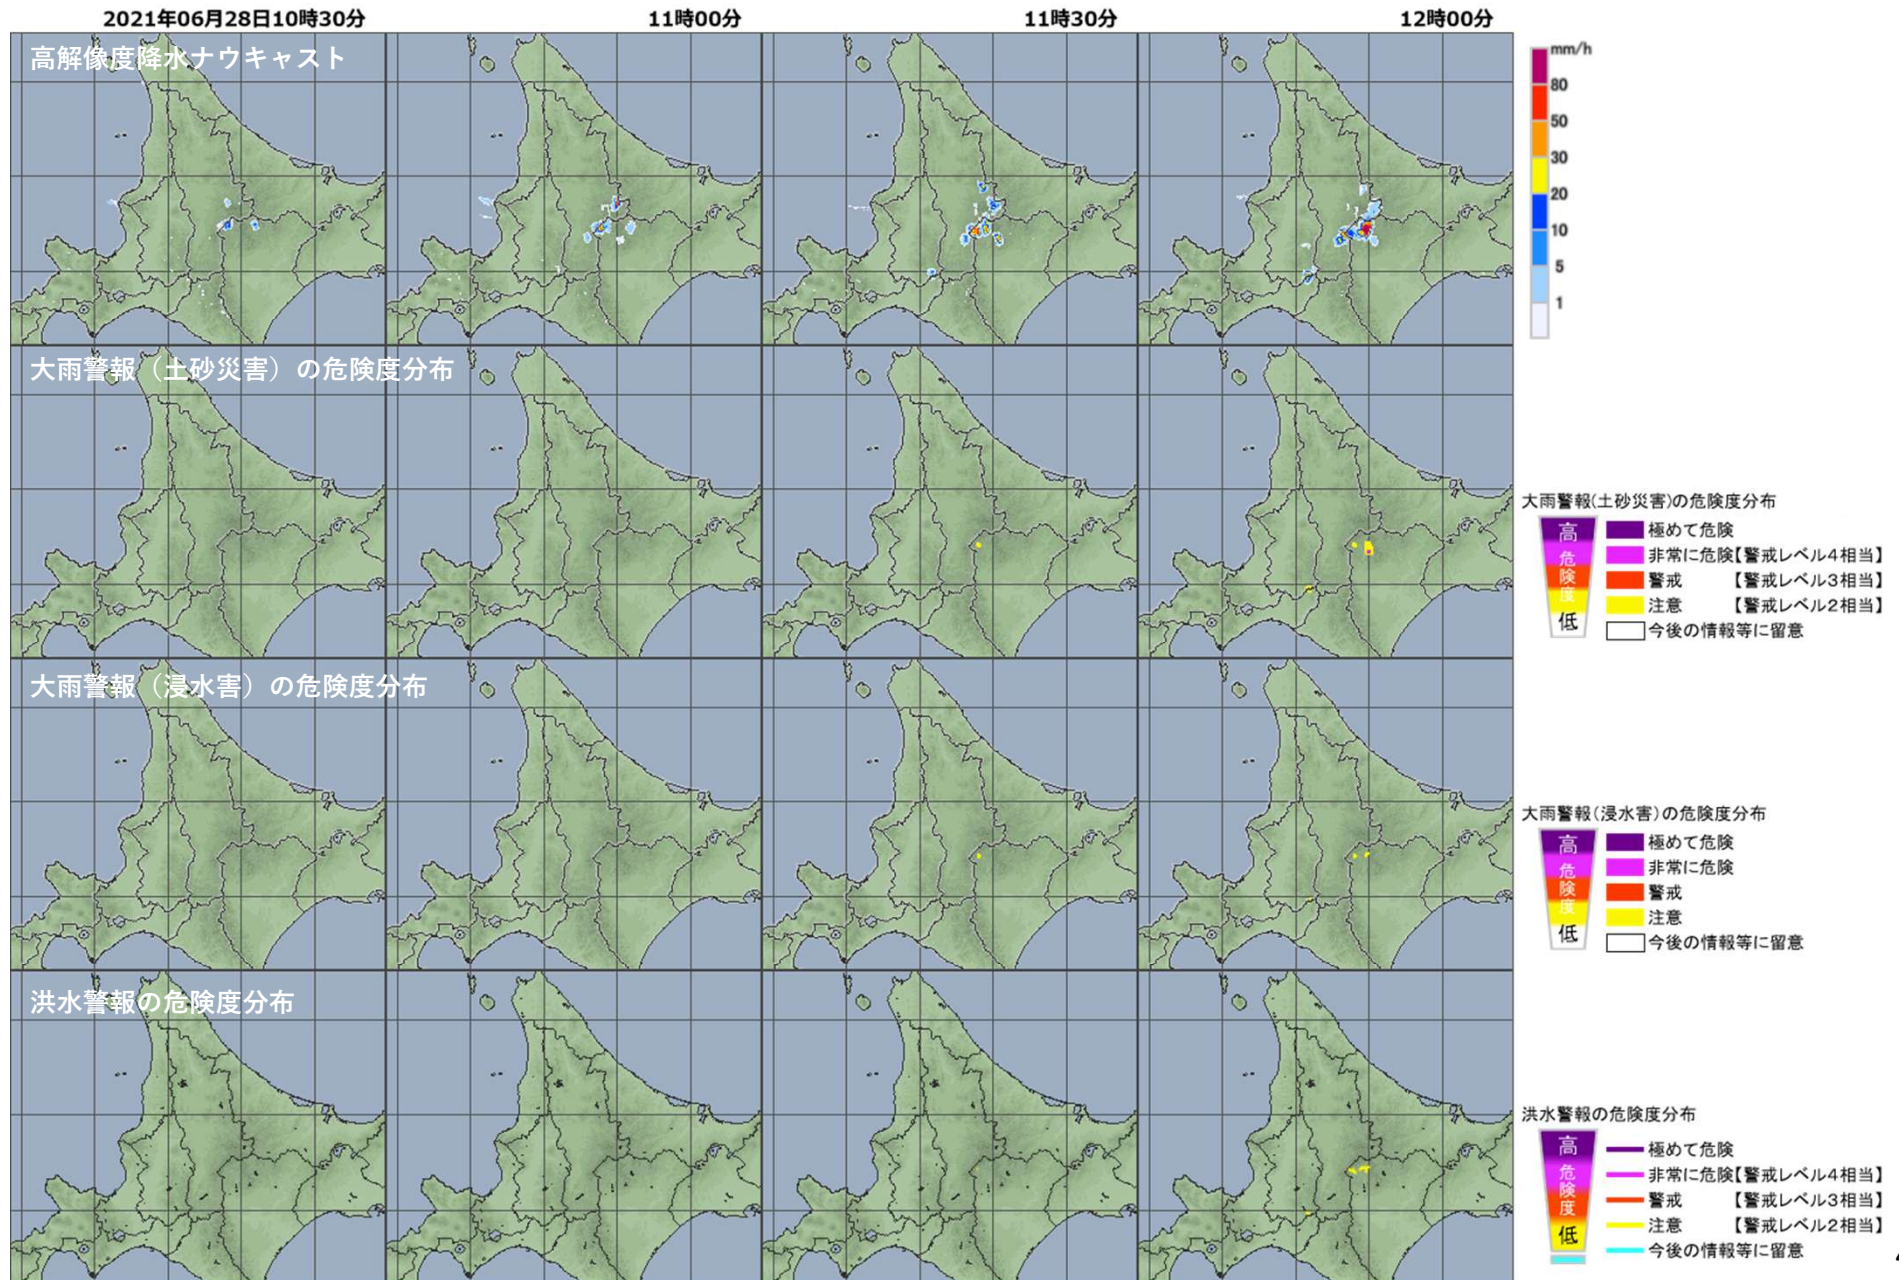 2021年06月28日10時30分
11時00分
11時30分
12時00分
高解像度降水ナウキャスト
mm/h
80
50
30
20
10
5
1
大雨警報（土砂災害）の危険度分布
大雨警報(土砂災害)の危険度分布
高
危
険
度
低
極めて危険
非常に危険【警戒レベル4相当】
警戒 【警戒レベル3相当】
注意 【警戒レベル2相当】
今後の情報等に留意
大雨警報（浸水害）の危険度分布
大雨警報(浸水害)の危険度分布
高
危
険
度
低
極めて危険
非常に危険
警戒
注意
今後の情報等に留意
洪水警報の危険度分布
洪水警報の危険度分布
高
危
険
度
低
極めて危険
非常に危険【警戒レベル4相当】
警戒 【警戒レベル3相当】
注意 【警戒レベル2相当】
今後の情報等に留意